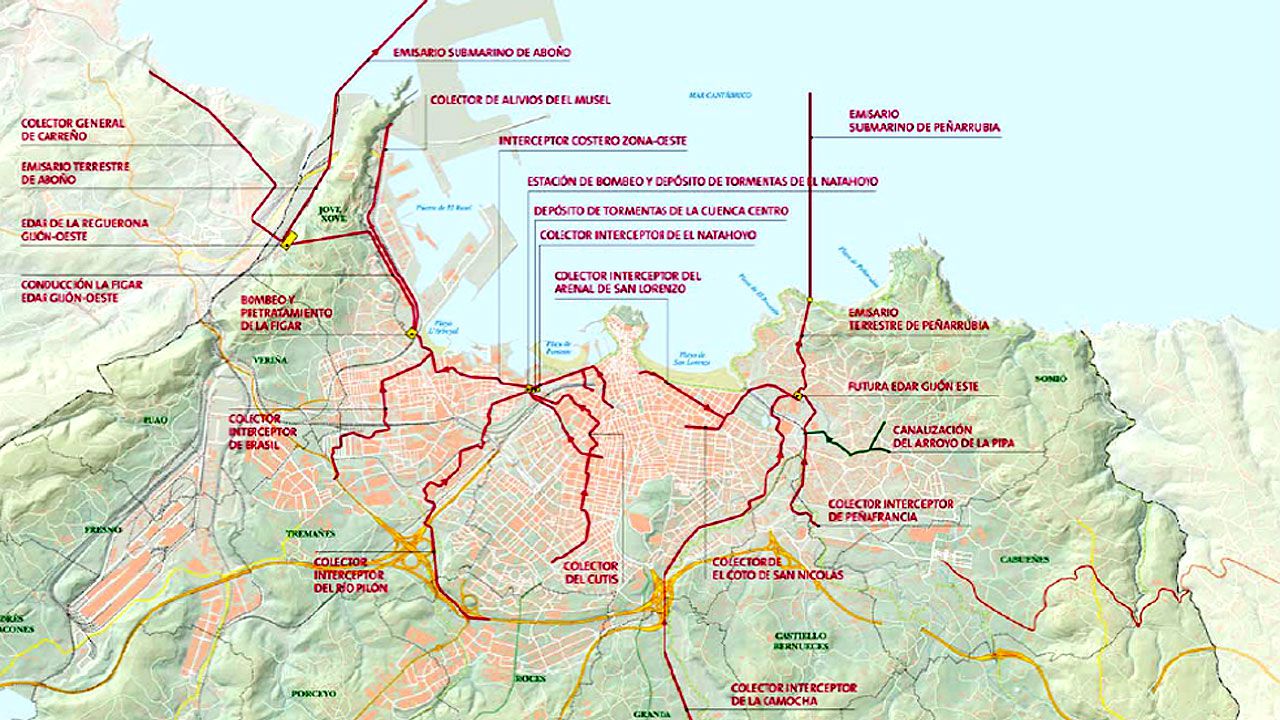 EMISARIO SUBMARINO DE ABOÑO
COLECTOR DE ALIVIOS DE EL MUSEL
MAR CANTÁBRICO
EMISARIO
SUBMARINO DE PEÑARRUBIA
COLECTOR GENERAL
DE CARREÑO
INTERCEPTOR COSTERO ZONA-OESTE
EMISARIO TERRESTRE
DE ABOÑO
ESTACIÓN DE BOMBEO Y DEPÓSITO DE TORMENTAS DE EL NATAHOYO
JOVE
XOVE
Puerto de El Musel
DEPÓSITO DE TORMENTAS DE LA CUENCA CENTRO
EDAR DE LA REGUERONA
GIJÓN-OESTE
COLECTOR INTERCEPTOR DE EL NATAHOYO
COLECTOR INTERCEPTOR DEL
ARENAL DE SAN LORENZO
CONDUCCIÓN LA FIGAR
EDAR GIJÓN-OESTE
BOMBEO Y
PRETRATAMIENTO
DE LA FIGAR
Playa
L'Arbeyal
Playa de
Poniente
Playa de
San Lorenzo
EMISARIO
TERRESTRE DE PEÑARRUBIA
VERIÑA
SOMIÓ
FUTURA EDAR GIJÓN ESTE
PUAO
COLECTOR
INTERCEPTOR
DE BRASIL
CANALIZACIÓN
DEL ARROYO DE LA PIPA
COLECTOR INTERCEPTOR
DE PEÑAFRANCIA
FRESNO
TREMAÑES
CABUEÑES
COLECTOR
INTERCEPTOR
DEL RÍO PILÓN
COLECTOR
DEL CUTIS
COLECTOR DE
EL COTO DE SAN NICOLAS
CASTIELLO
BERNUECES
ROCES
PORCEYO
COLECTOR INTERCEPTOR
DE LA CAMOCHA
GRANDA